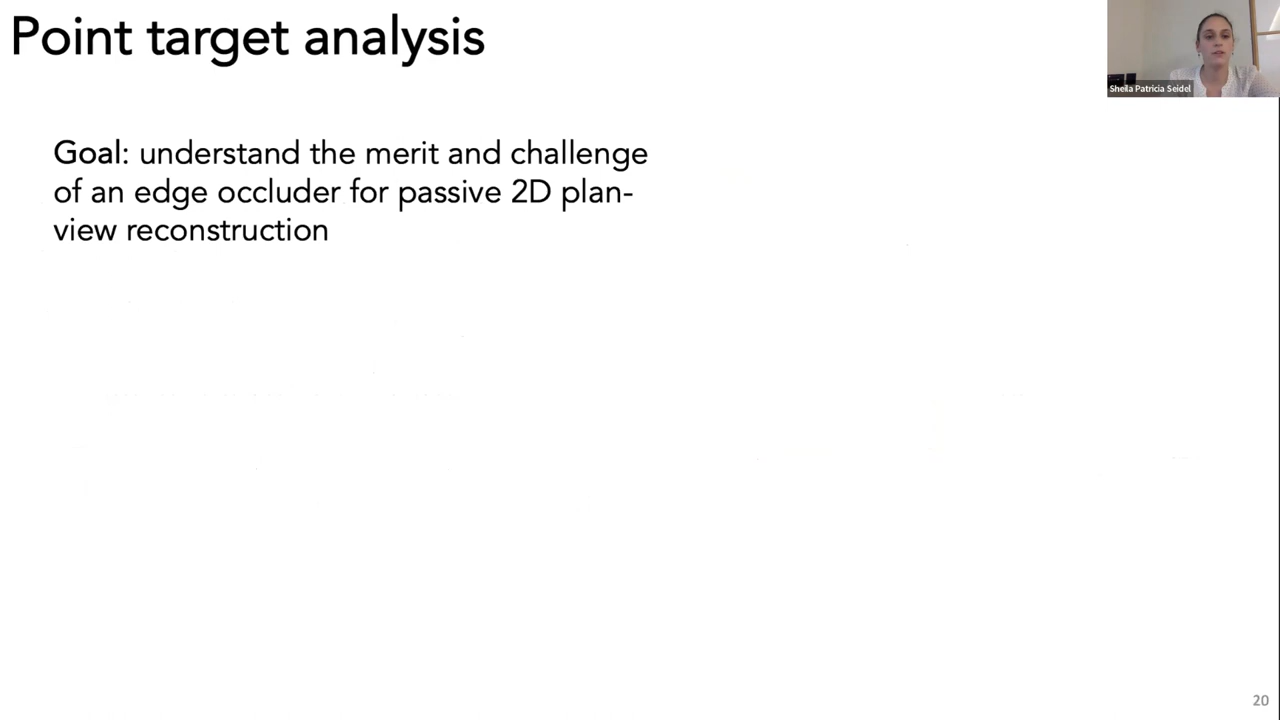 Point target analysis
Sheila Patricia Seidel
Goal: understand the merit and challenge
of an edge occluder for passive 2D plan-
view reconstruction
20